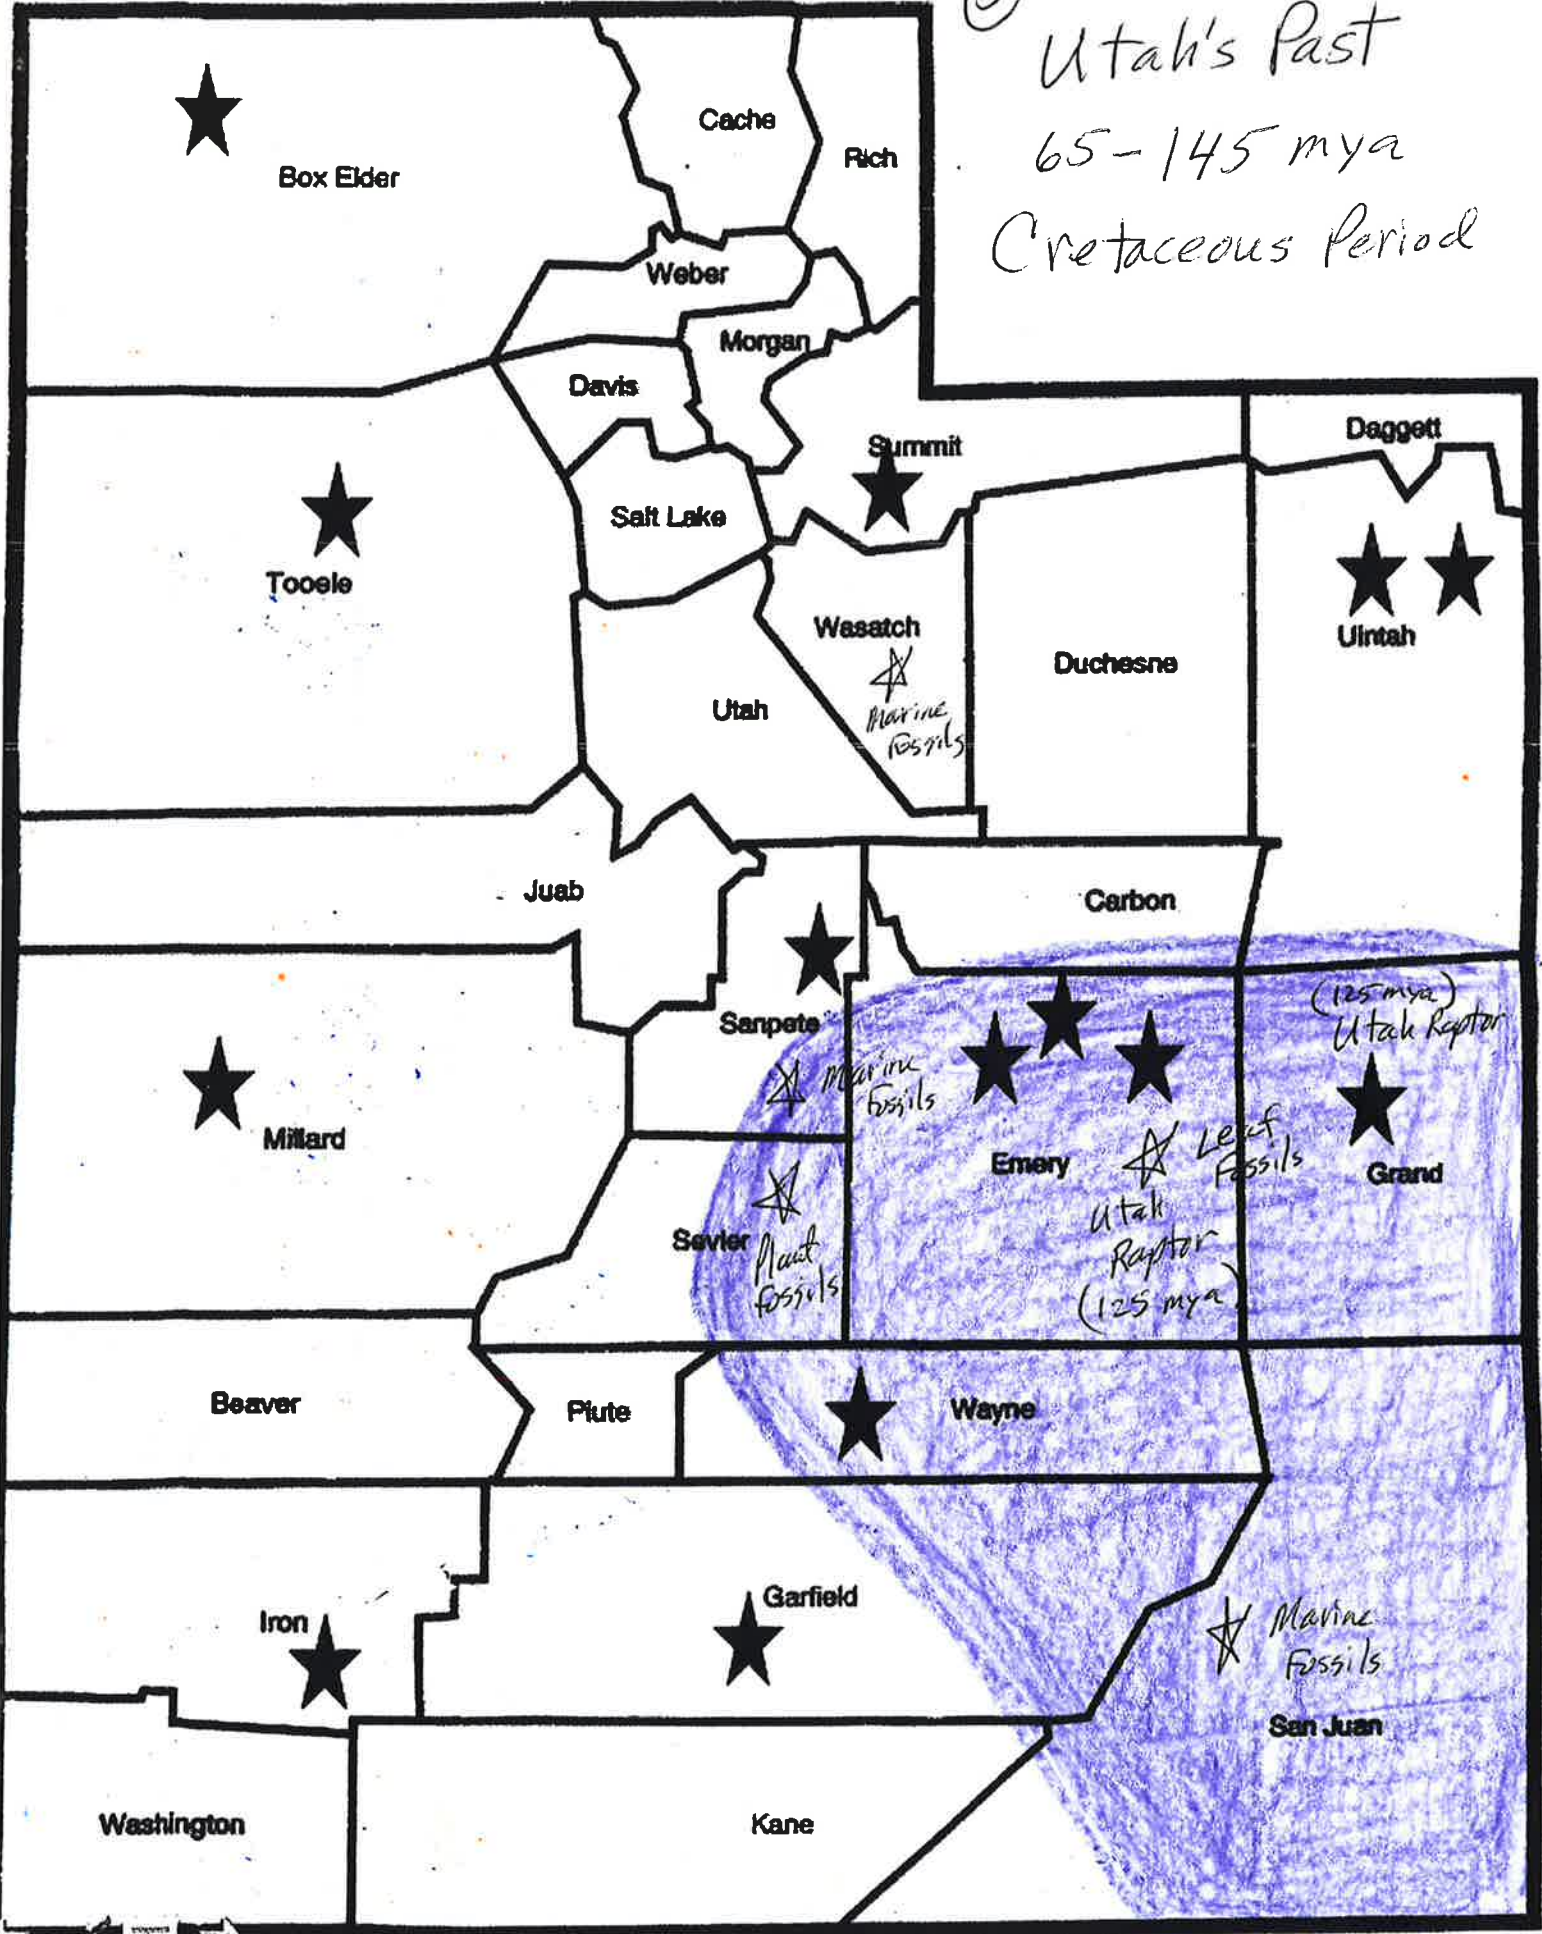 Utah's Past
65-145 mya
Cretaceous Period
Cache
Rich
Box Elder
Weber
Morgan
Davis
Summit
Daggett
Salt Lake
Tooele
Wasatch
Marine
Fossils
Duchesne
Uintah
Utah
Juab
Carbon
Sanpete
Marine
Fossils
(125 mya)
Utah Raptor
Millard
Emery
Leaf
Fossils
Utah
Raptor
(125 mya)
Grand
Sevier
Plant
fossils
Beaver
Piute
Wayne
Iron
Garfield
Marine
Fossils
San Juan
Washington
Kane